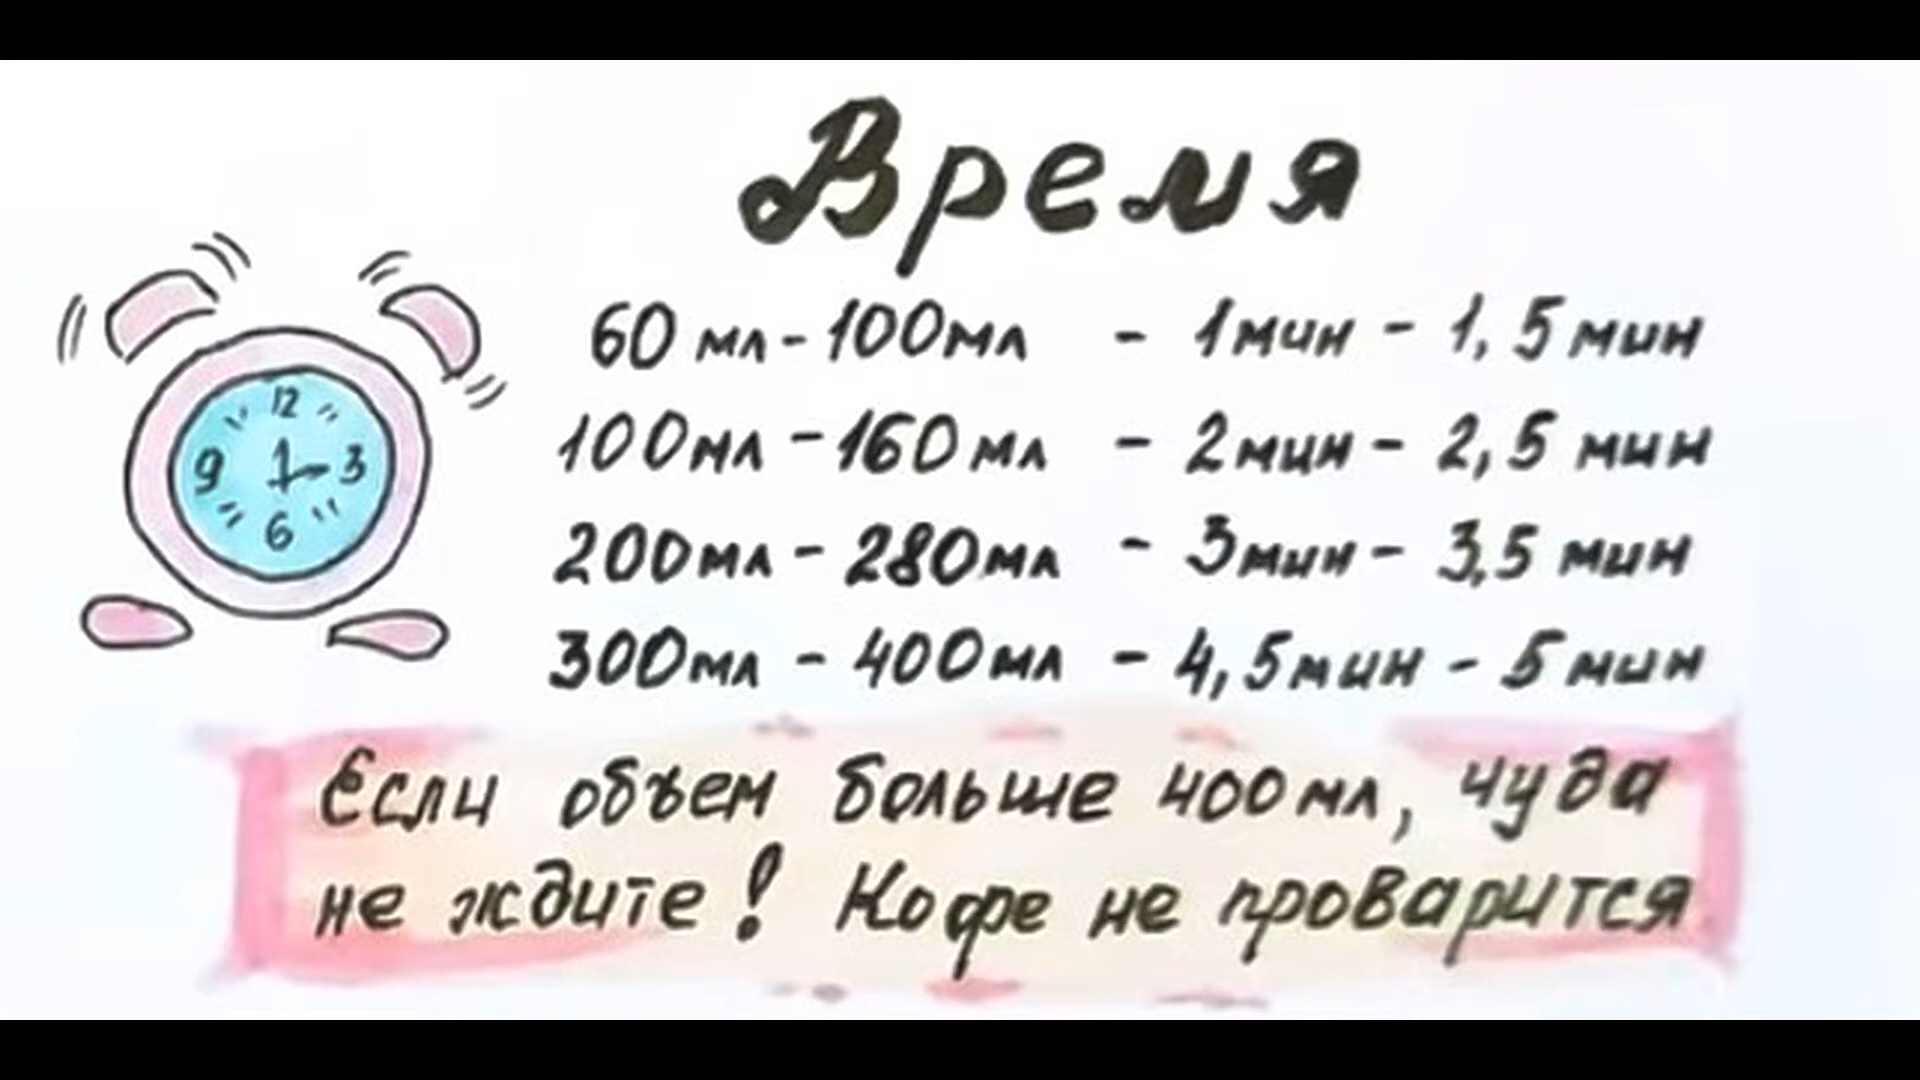 Время
60 мл - 100 мл - 1 мин - 1,5 мин
100 мл - 160 мл - 2 мин - 2,5 мин
200 мл - 280 мл - 3 мин - 3,5 мин
300 мл - 400 мл - 4,5 мин - 5 мин
12
9 3
6
Если объем больше 400 мл, чуда
не ждите! Кофе не проварится